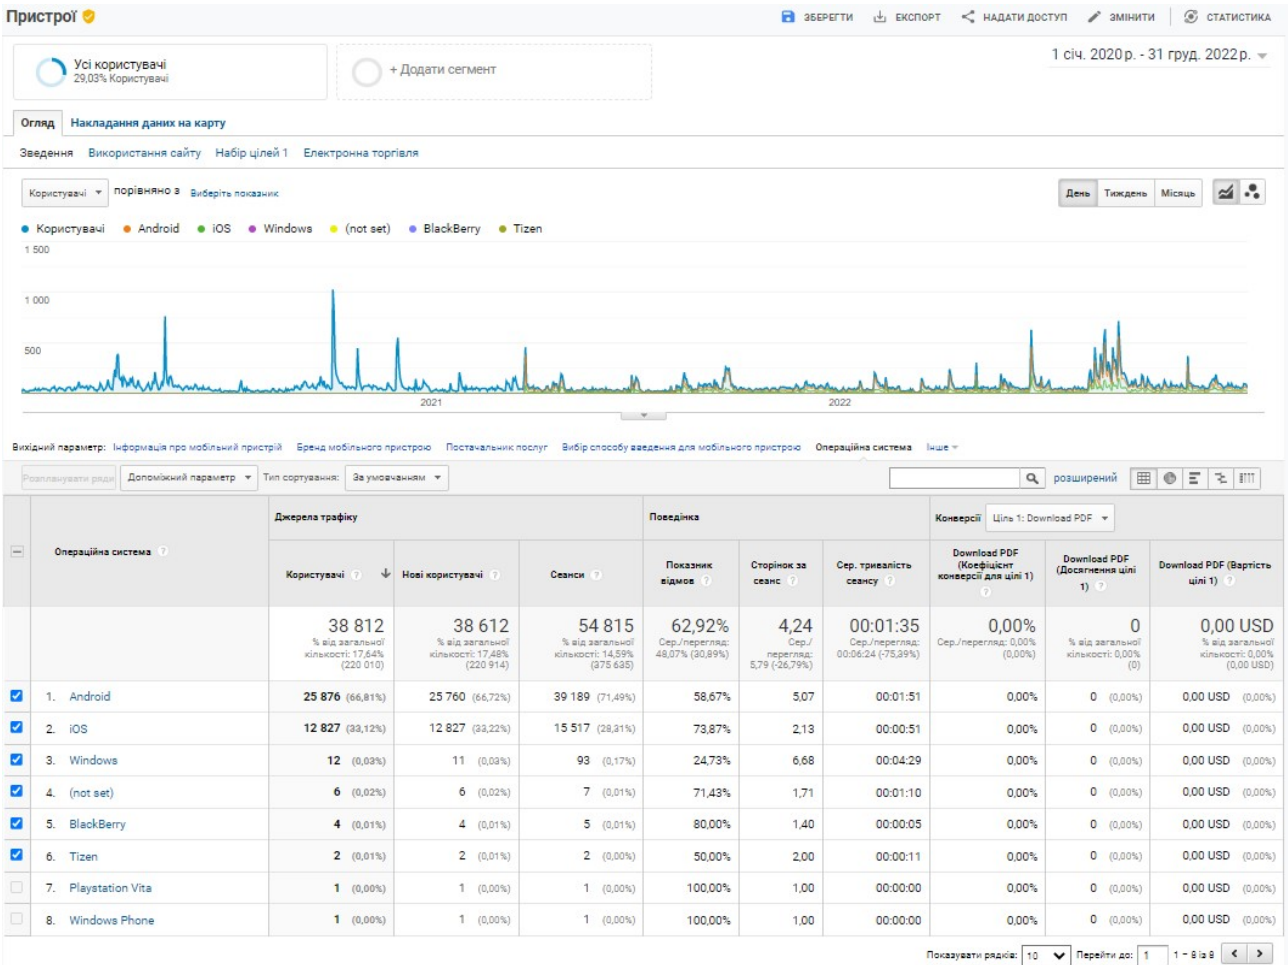 Пристрої
ЗБЕРЕГТИ ЕКСПОРТ НАДАТИ ДОСТУП ЗМІНИТИ СТАТИСТИКА
Усі користувачі
29,03% Користувачі
+ Додати сегмент
1 січ. 2020 р. - 31 груд. 2022 р.
Огляд Накладання даних на карту
Зведення Використання сайту Набір цілей 1 Електронна торгівля
Користувачі порівняно з Виберіть показник
День Тиждень Місяць
Користувачі Android iOS Windows (not set) BlackBerry Tizen
1 500
1 000
500
2021 2022
Вихідний параметр: Інформація про мобільний пристрій Бренд мобільного пристрою Постачальник послуг Вибір способу введення для мобільного пристрою Операційна система Інше
Розпланувати ряди Допоміжний параметр Тип сортування: За умовчанням розширений
Операційна система
Джерела трафіку Поведінка Конверсії Ціль 1: Download PDF
Користувачі Нові користувачі Сеанси Показник відмов Сторінок за сеанс Сер. тривалість сеансу Download PDF (Коефіцієнт конверсії для цілі 1) Download PDF (Досягнення цілі 1) Download PDF (Вартість цілі 1)
38 812 38 612 54 815 62,92% 4,24 00:01:35 0,00% 0 0,00 USD
% від загальної кількості: 17,64% (220 010) % від загальної кількості: 17,48% (220 914) % від загальної кількості: 14,59% (375 635) Сер./перегляд: 48,07% (30,89%) Сер./перегляд: 5,79 (-26,79%) Сер./перегляд: 00:06:24 (-75,39%) Сер./перегляд: 0,00% (0,00%) % від загальної кількості: 0,00% (0) % від загальної кількості: 0,00% (0,00 USD)
1. Android 25 876 (66,81%) 25 760 (66,72%) 39 189 (71,49%) 58,67% 5,07 00:01:51 0,00% 0 (0,00%) 0,00 USD (0,00%)
2. iOS 12 827 (33,12%) 12 827 (33,22%) 15 517 (28,31%) 73,87% 2,13 00:00:51 0,00% 0 (0,00%) 0,00 USD (0,00%)
3. Windows 12 (0,03%) 11 (0,03%) 93 (0,17%) 24,73% 6,68 00:04:29 0,00% 0 (0,00%) 0,00 USD (0,00%)
4. (not set) 6 (0,02%) 6 (0,02%) 7 (0,01%) 71,43% 1,71 00:01:10 0,00% 0 (0,00%) 0,00 USD (0,00%)
5. BlackBerry 4 (0,01%) 4 (0,01%) 5 (0,01%) 80,00% 1,40 00:00:05 0,00% 0 (0,00%) 0,00 USD (0,00%)
6. Tizen 2 (0,01%) 2 (0,01%) 2 (0,00%) 50,00% 2,00 00:00:11 0,00% 0 (0,00%) 0,00 USD (0,00%)
7. Playstation Vita 1 (0,00%) 1 (0,00%) 1 (0,00%) 100,00% 1,00 00:00:00 0,00% 0 (0,00%) 0,00 USD (0,00%)
8. Windows Phone 1 (0,00%) 1 (0,00%) 1 (0,00%) 100,00% 1,00 00:00:00 0,00% 0 (0,00%) 0,00 USD (0,00%)
Показувати рядків: 10 Перейти до: 1 1 – 8 із 8